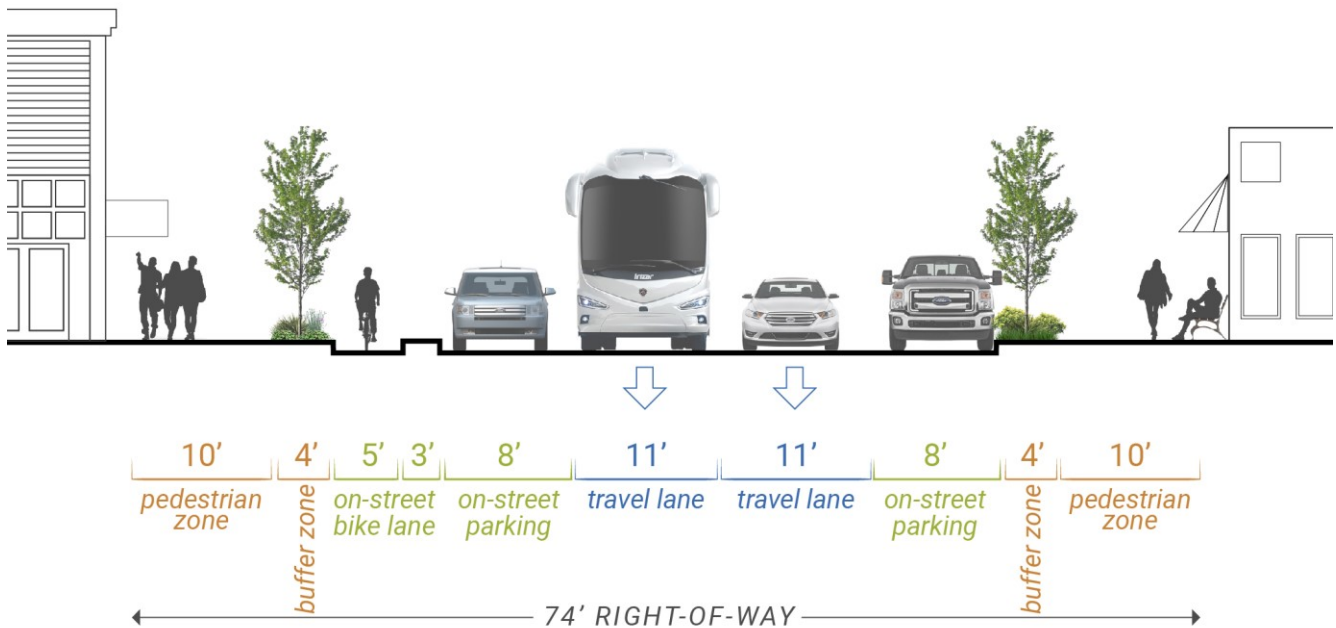 10’ 4’ 5’ 3’ 8’ 11’ 11’ 8’ 4’ 10’
pedestrian
zone
buffer zone
on-street
bike lane
on-street
parking
travel lane
travel lane
on-street
parking
buffer zone
pedestrian
zone
74’ RIGHT-OF-WAY